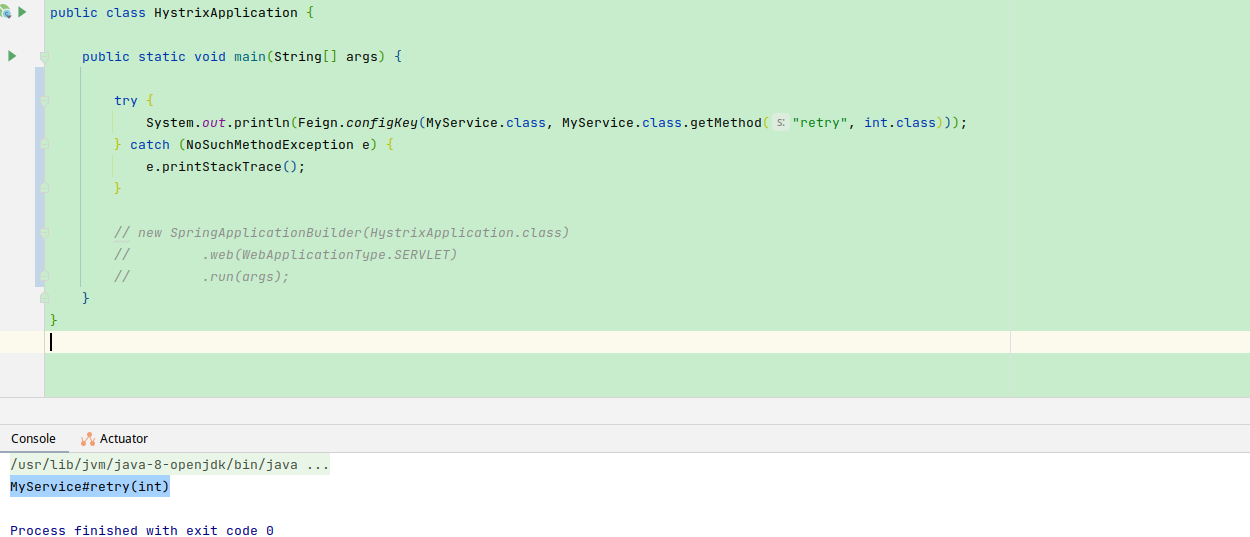 public class HystrixApplication {
public static void main(String[] args) {
try {
System.out.println(Feign.configKey(MyService.class, MyService.class.getMethod( s: "retry", int.class)));
} catch (NoSuchMethodException e) {
e.printStackTrace();
}
// new SpringApplicationBuilder(HystrixApplication.class)
//         .web(WebApplicationType.SERVLET)
//         .run(args);
}
}
Console Actuator
/usr/lib/jvm/java-8-openjdk/bin/java ...
MyService#retry(int)
Process finished with exit code 0